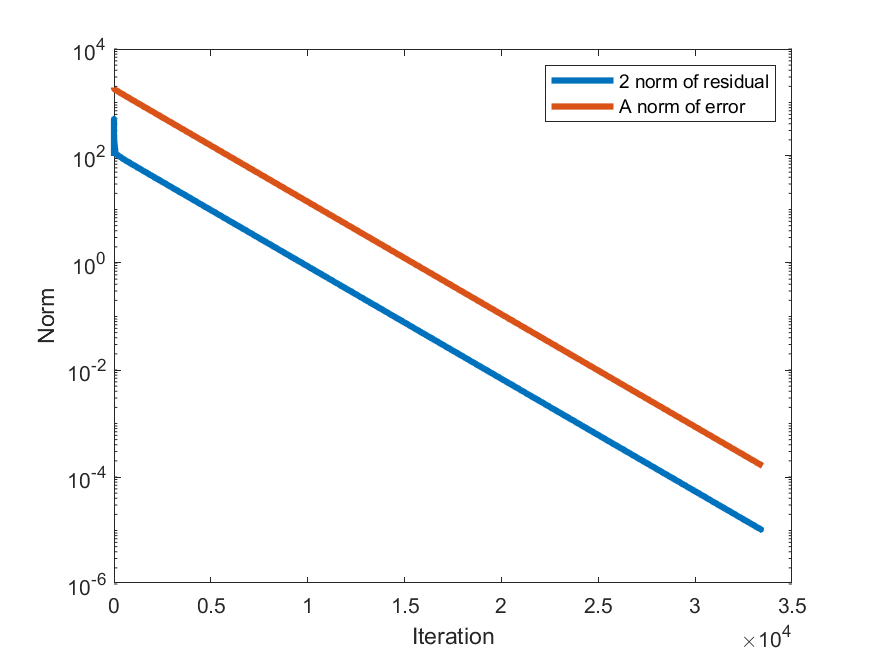 10^4
2 norm of residual
A norm of error
10^2
10^0
Norm
10^-2
10^-4
10^-6
0 0.5 1 1.5 2 2.5 3 3.5
Iteration
×10^4